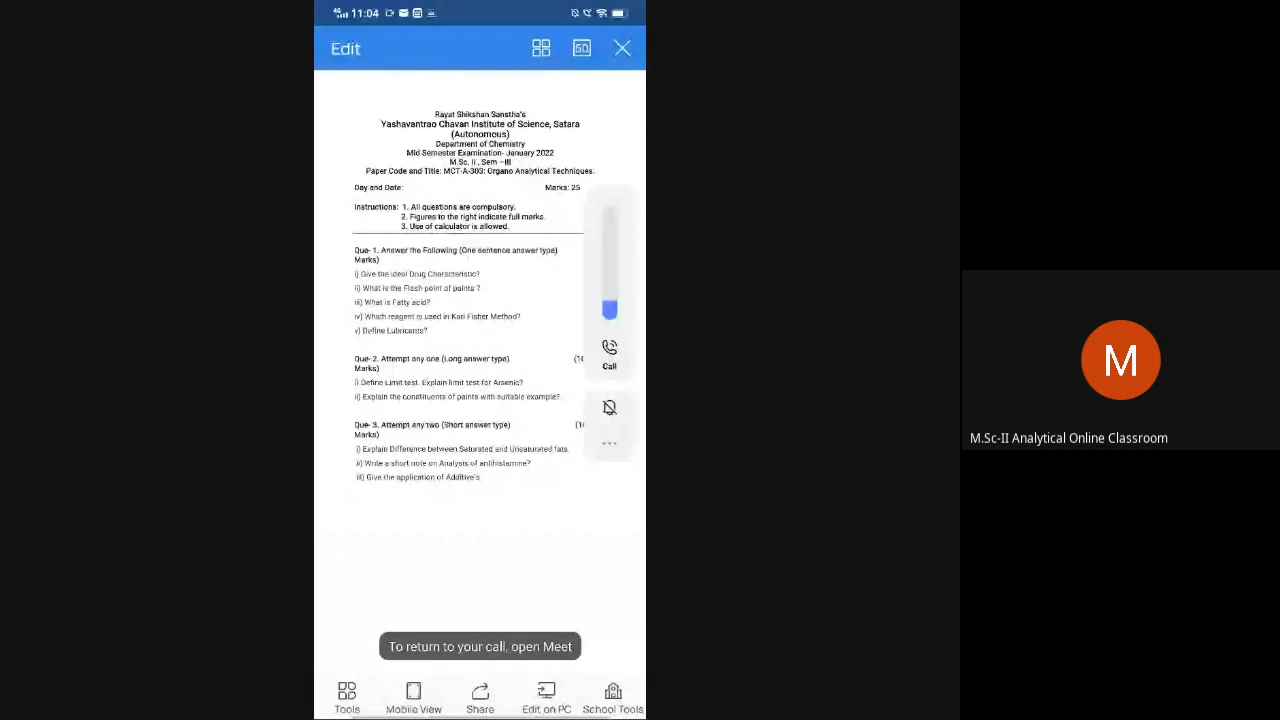 4G 11:04
Edit
Rayat Shikshan Sanstha's
Yashavantrao Chavan Institute of Science, Satara
(Autonomous)
Department of Chemistry
Mid Semester Examination- January 2022
M.Sc. II , Sem –III
Paper Code and Title: MCT-A-303: Organo Analytical Techniques.
Day and Date: Marks: 25
Instructions: 1. All questions are compulsory.
2. Figures to the right indicate full marks.
3. Use of calculator is allowed.
Que- 1. Answer the Following (One sentence answer type)
Marks)
i) Give the ideal Drug Characteristic?
ii) What is the Flash point of paints ?
iii) What is Fatty acid?
iv) Which reagent is used in Karl Fisher Method?
v) Define Lubricants?
Call
Que- 2. Attempt any one (Long answer type) (10
Marks)
i) Define Limit test. Explain limit test for Arsenic?
ii) Explain the constituents of paints with suitable example?
Que- 3. Attempt any two (Short answer type) (10
Marks)
i) Explain Difference between Saturated and Unsaturated fats.
ii) Write a short note on Analysis of antihistamine?
iii) Give the application of Additive's
To return to your call, open Meet
Tools Mobile View Share Edit on PC School Tools
M
M.Sc-II Analytical Online Classroom